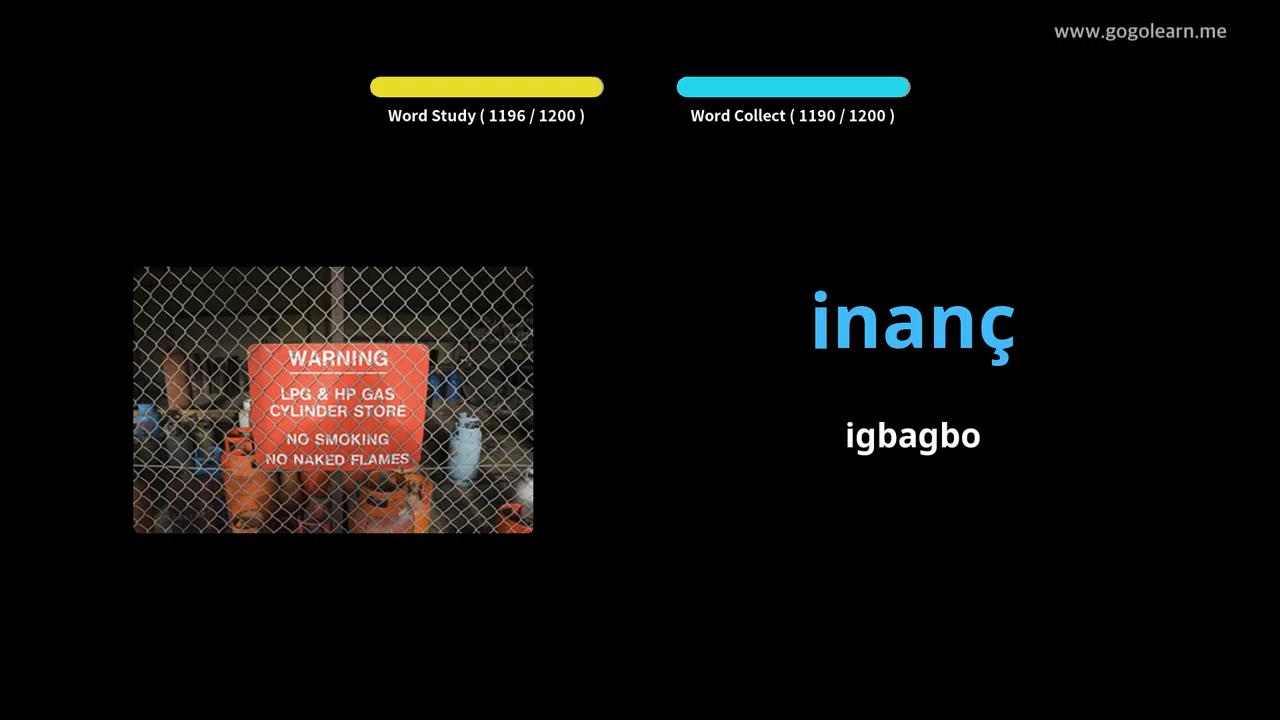 www.gogolearn.me
Word Study ( 1196 / 1200 )
Word Collect ( 1190 / 1200 )
WARNING
LPG & HP GAS
CYLINDER STORE
NO SMOKING
NO NAKED FLAMES
inanç
igbagbo